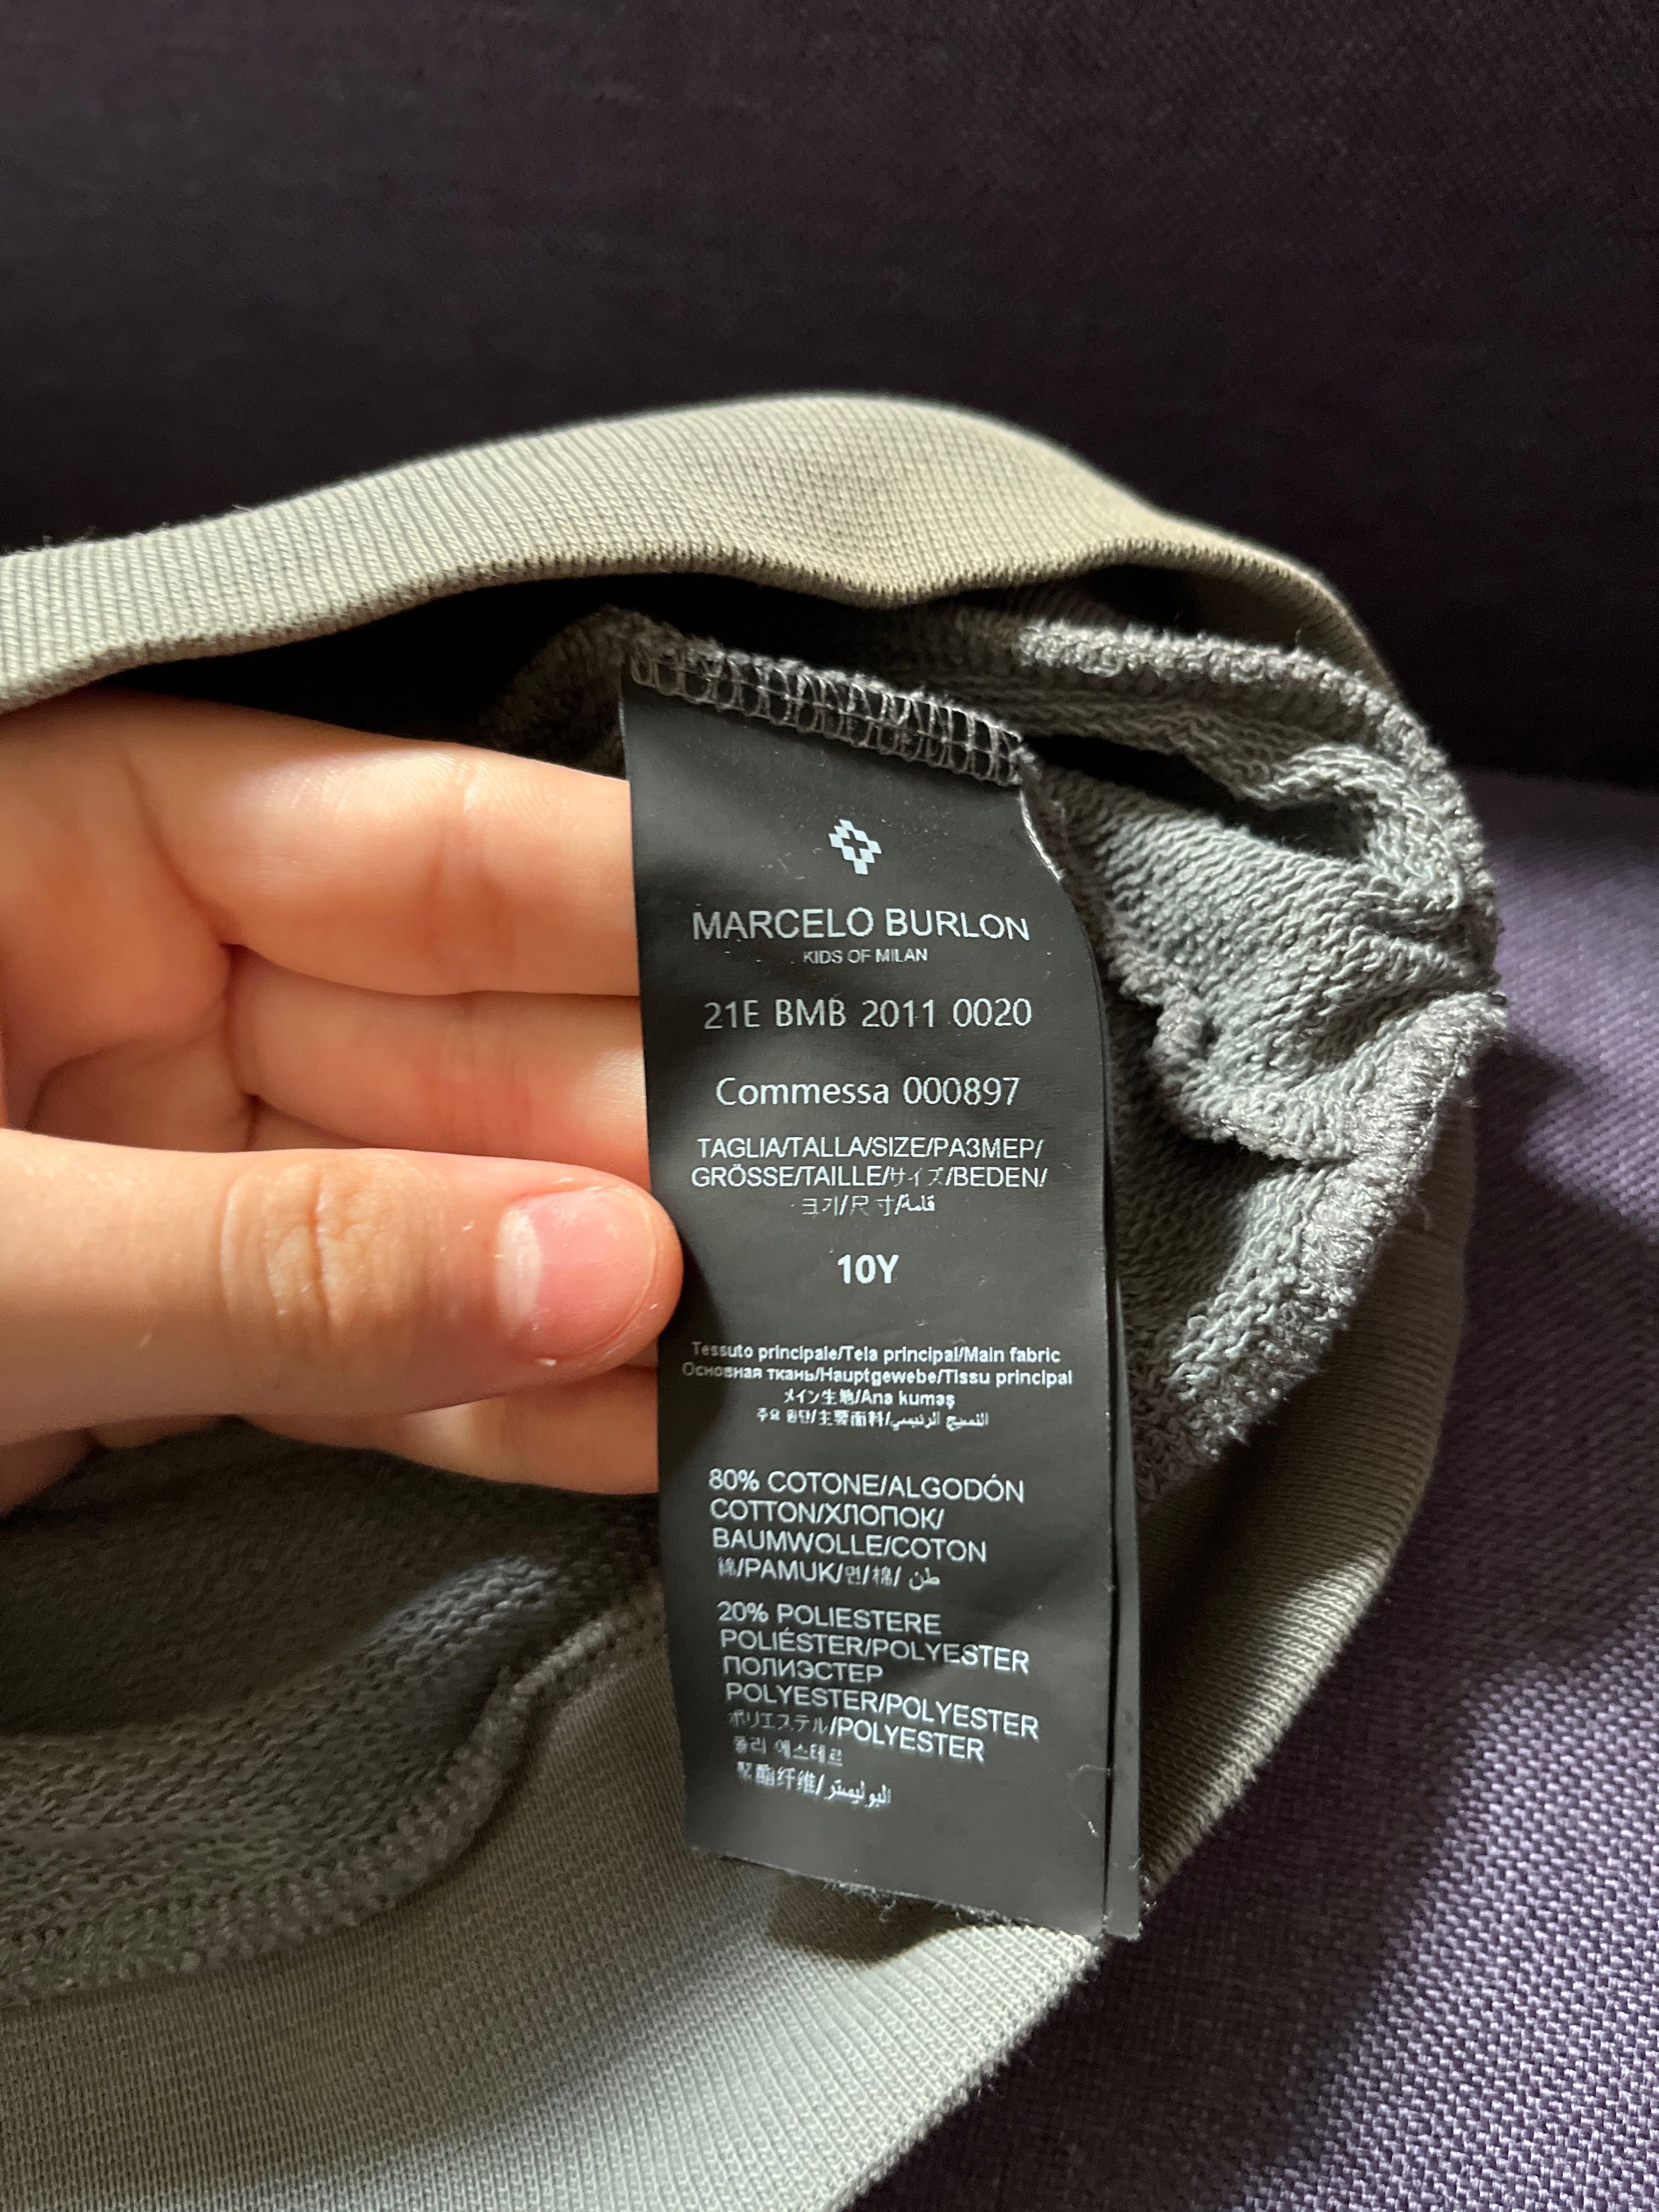 MARCELO BURLON
KIDS OF MILAN
21E BMB 2011 0020
Commessa 000897
TAGLIA/TALLA/SIZE/РАЗМЕР/
GRÖSSE/TAILLE/サイズ/BEDEN/
크기/尺寸/قامة
10Y
Tessuto principale/Tela principal/Main fabric
Основная ткань/Hauptgewebe/Tissu principal
メイン生地/Ana kumaş
주요 원단/主要面料/النسيج الرئيسي
80% COTONE/ALGODÓN
COTTON/ХЛОПОК/
BAUMWOLLE/COTON
綿/PAMUK/면/棉/ طن
20% POLIESTERE
POLIÉSTER/POLYESTER
ПОЛИЭСТЕР
POLYESTER/POLYESTER
ポリエステル/POLYESTER
폴리 에스테르
聚酯纤维/البوليستر